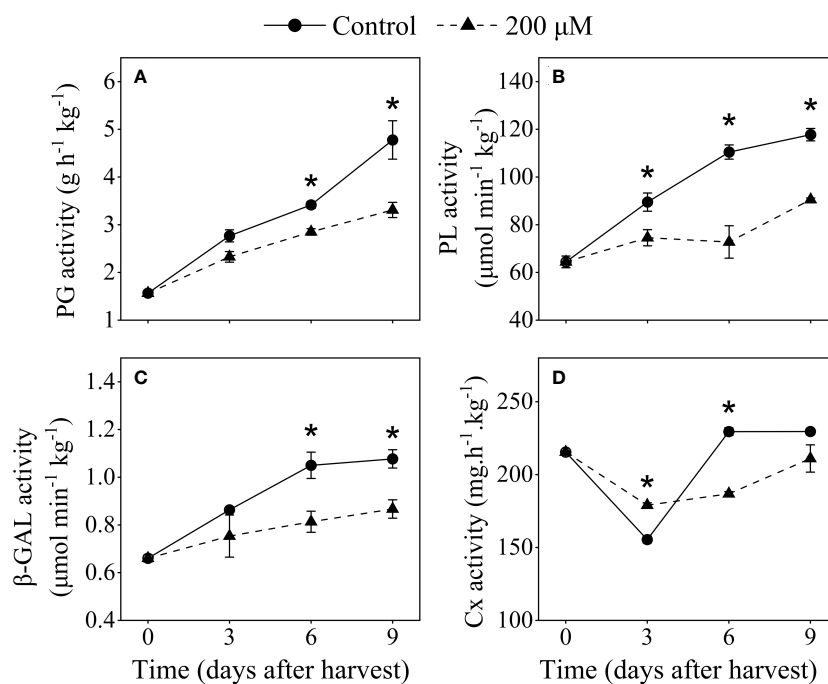 Control 200 μM
A
PG activity (g h⁻¹ kg⁻¹)
6
5
4
3
2
1
*
*
B
PL activity
(μmol min⁻¹ kg⁻¹)
140
120
100
80
60
40
*
*
*
C
β-GAL activity
(μmol min⁻¹ kg⁻¹)
1.4
1.2
1.0
0.8
0.6
0.4
*
*
0 3 6 9
Time (days after harvest)
D
Cx activity (mg.h⁻¹.kg⁻¹)
250
200
150
100
*
*
0 3 6 9
Time (days after harvest)